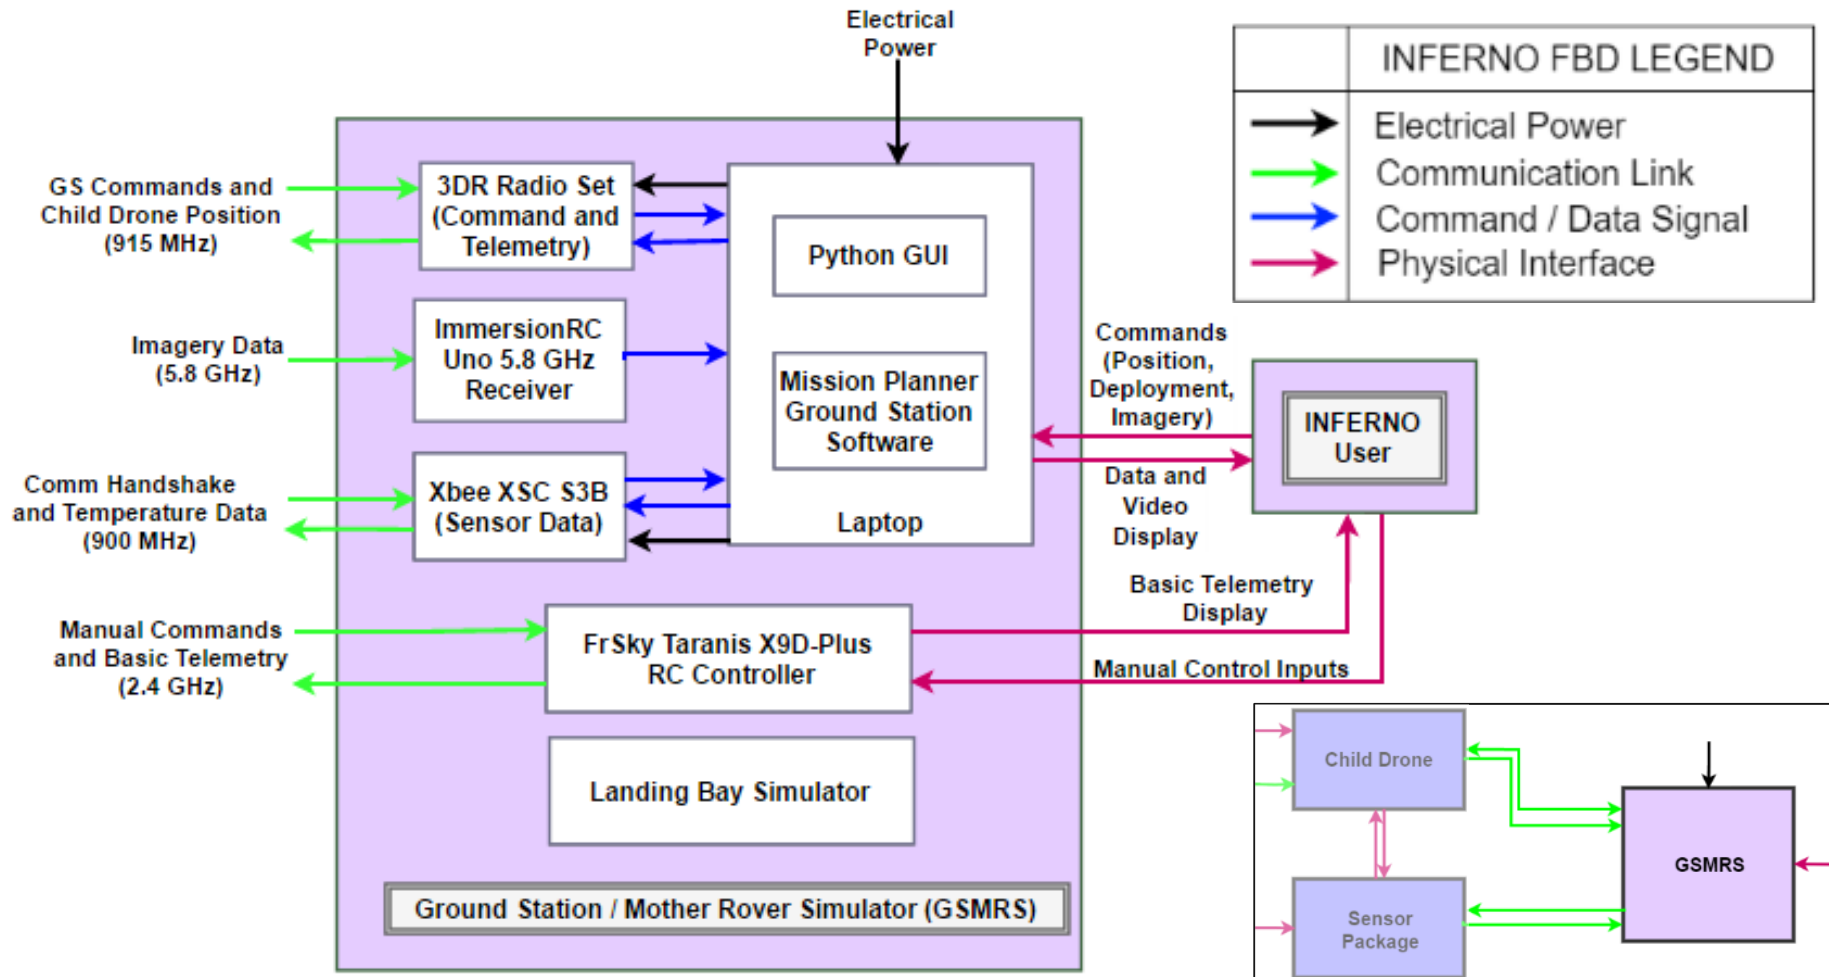 Electrical
Power
INFERNO FBD LEGEND
Electrical Power
Communication Link
Command / Data Signal
Physical Interface
GS Commands and
Child Drone Position
(915 MHz)
3DR Radio Set
(Command and
Telemetry)
Python GUI
Imagery Data
(5.8 GHz)
ImmersionRC
Uno 5.8 GHz
Receiver
Mission Planner
Ground Station
Software
Commands
(Position,
Deployment,
Imagery)
INFERNO
User
Comm Handshake
and Temperature Data
(900 MHz)
Xbee XSC S3B
(Sensor Data)
Laptop
Data and
Video
Display
Basic Telemetry
Display
Manual Commands
and Basic Telemetry
(2.4 GHz)
FrSky Taranis X9D-Plus
RC Controller
Manual Control Inputs
Landing Bay Simulator
Ground Station / Mother Rover Simulator (GSMRS)
Child Drone
GSMRS
Sensor
Package